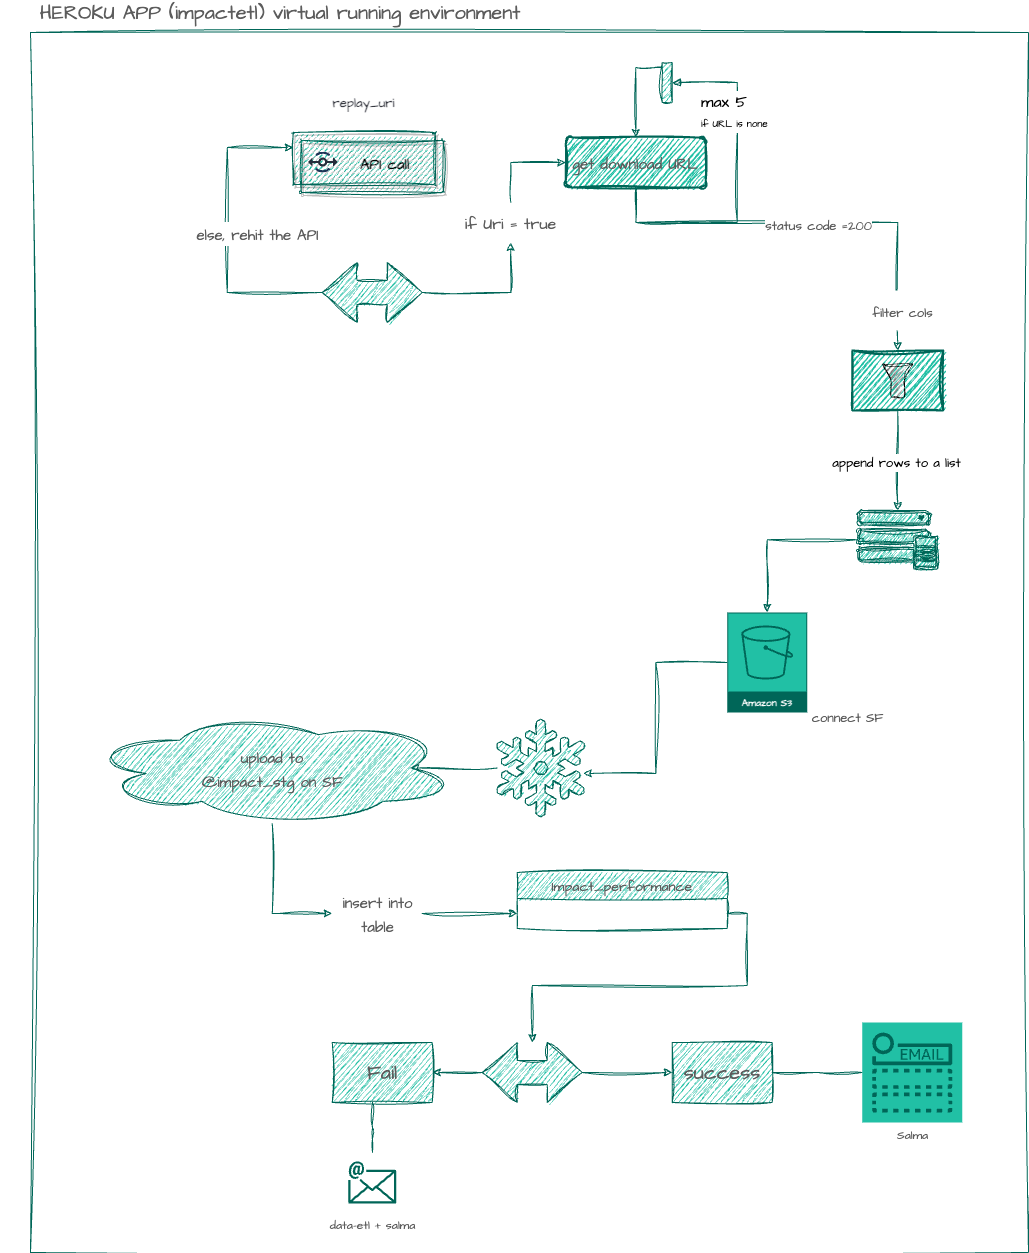 HEROKU APP (impactetl) virtual running environment
replay_uri
max 5
if URL is none
API call
get download URL
if Uri = true
status code =200
else, rehit the API
filter cols
append rows to a list
Amazon S3
connect SF
upload to
@impact_stg on SF
Impact_performance
insert into
table
Fail
success
EMAIL
Salma
@
data-etl + salma